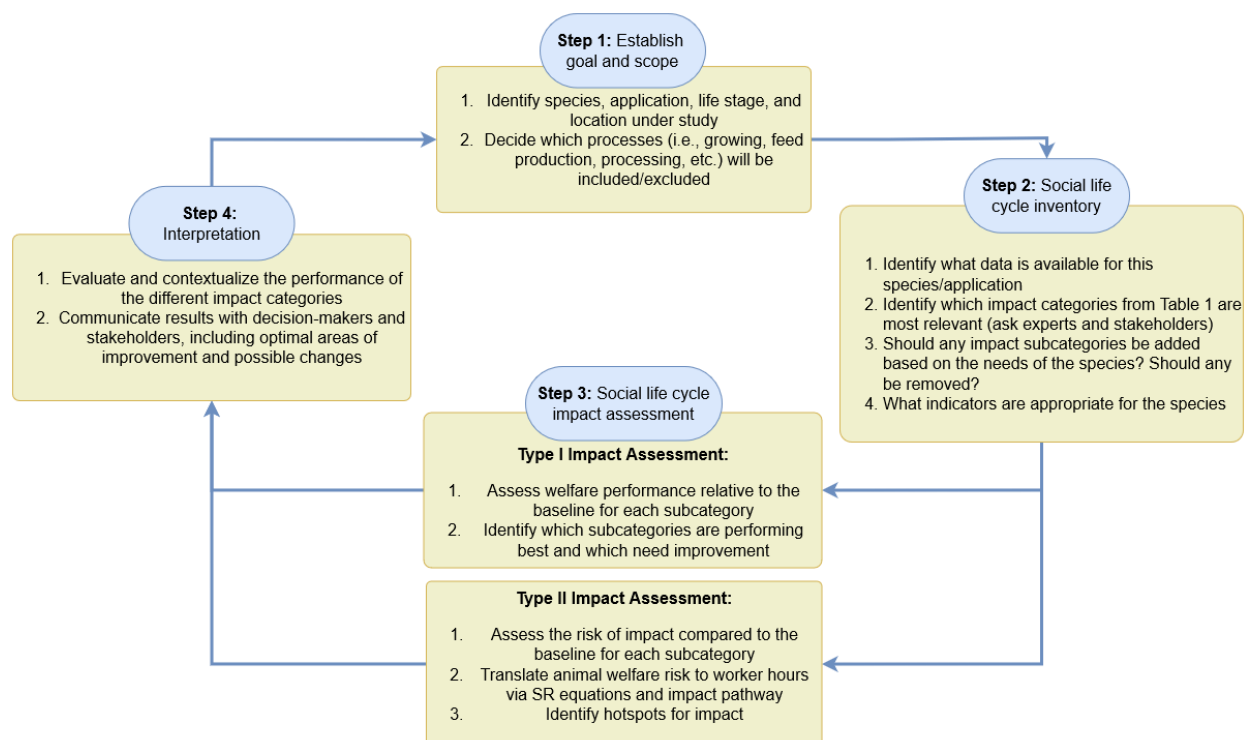 Step 1: Establish
goal and scope
1. Identify species, application, life stage, and
location under study
2. Decide which processes (i.e., growing, feed
production, processing, etc.) will be
included/excluded
Step 2: Social life
cycle inventory
1. Identify what data is available for this
species/application
2. Identify which impact categories from Table 1 are
most relevant (ask experts and stakeholders)
3. Should any impact subcategories be added
based on the needs of the species? Should any
be removed?
4. What indicators are appropriate for the species
Step 3: Social life cycle
impact assessment
Type I Impact Assessment:
1. Assess welfare performance relative to the
baseline for each subcategory
2. Identify which subcategories are performing
best and which need improvement
Type II Impact Assessment:
1. Assess the risk of impact compared to the
baseline for each subcategory
2. Translate animal welfare risk to worker hours
via SR equations and impact pathway
3. Identify hotspots for impact
Step 4:
Interpretation
1. Evaluate and contextualize the performance of
the different impact categories
2. Communicate results with decision-makers and
stakeholders, including optimal areas of
improvement and possible changes